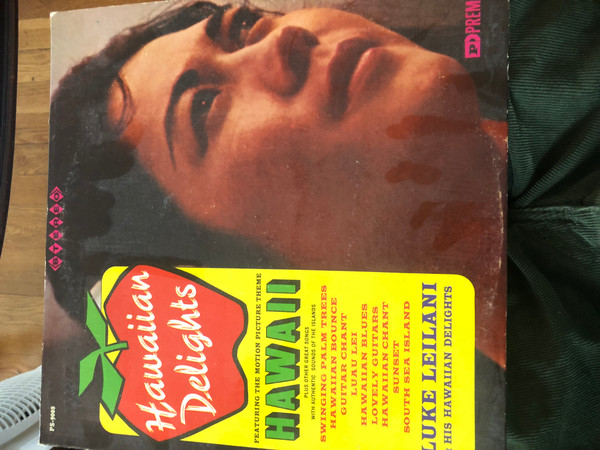 PREM
STEREO
PS-9069
Hawaiian
Delights
FEATURING THE MOTION PICTURE THEME
HAWAII
PLUS OTHER GREAT SONGS
WITH AUTHENTIC SOUNDS OF THE ISLANDS
SWINGING PALM TREES
HAWAIIAN BOUNCE
GUITAR CHANT
LUAU LEI
HAWAIIAN BLUES
LOVELY GUITARS
HAWAIIAN CHANT
SUNSET
SOUTH SEA ISLAND
LUKE LEILANI
HIS HAWAIIAN DELIGHTS